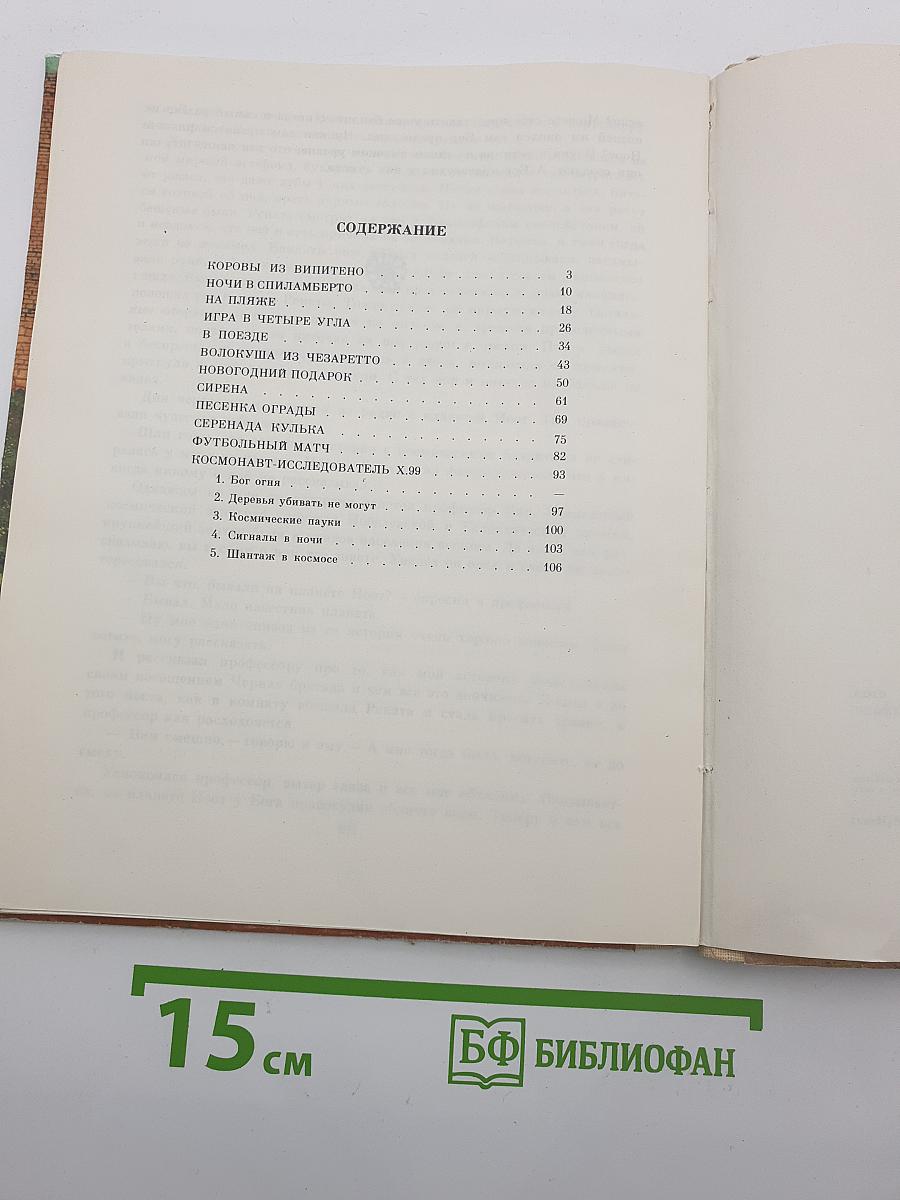 СОДЕРЖАНИЕ
КОРОВЫ ИЗ ВИПИТЕНО . . . . . . . . . . 3
НОЧИ В СПИЛАМБЕРТО . . . . . . . . . . 10
НА ПЛЯЖЕ . . . . . . . . . . 18
ИГРА В ЧЕТЫРЕ УГЛА . . . . . . . . . . 26
В ПОЕЗДЕ . . . . . . . . . . 34
ВОЛОКУША ИЗ ЧЕЗАРЕТТО . . . . . . . . . . 43
НОВОГОДНИЙ ПОДАРОК . . . . . . . . . . 50
СИРЕНА . . . . . . . . . . 61
ПЕСЕНКА ОГРАДЫ . . . . . . . . . . 69
СЕРЕНАДА КУЛЬКА . . . . . . . . . . 75
ФУТБОЛЬНЫЙ МАТЧ . . . . . . . . . . 82
КОСМОНАВТ-ИССЛЕДОВАТЕЛЬ Х.99 . . . . . . 93
1. Бог огня . . . . . . . . . . —
2. Деревья убивать не могут . . . . . . . . 97
3. Космические пауки . . . . . . . . . . 100
4. Сигналы в ночи . . . . . . . . . . 103
5. Шантаж в космосе . . . . . . . . . . 106
15 см
БФ БИБЛИОФАН